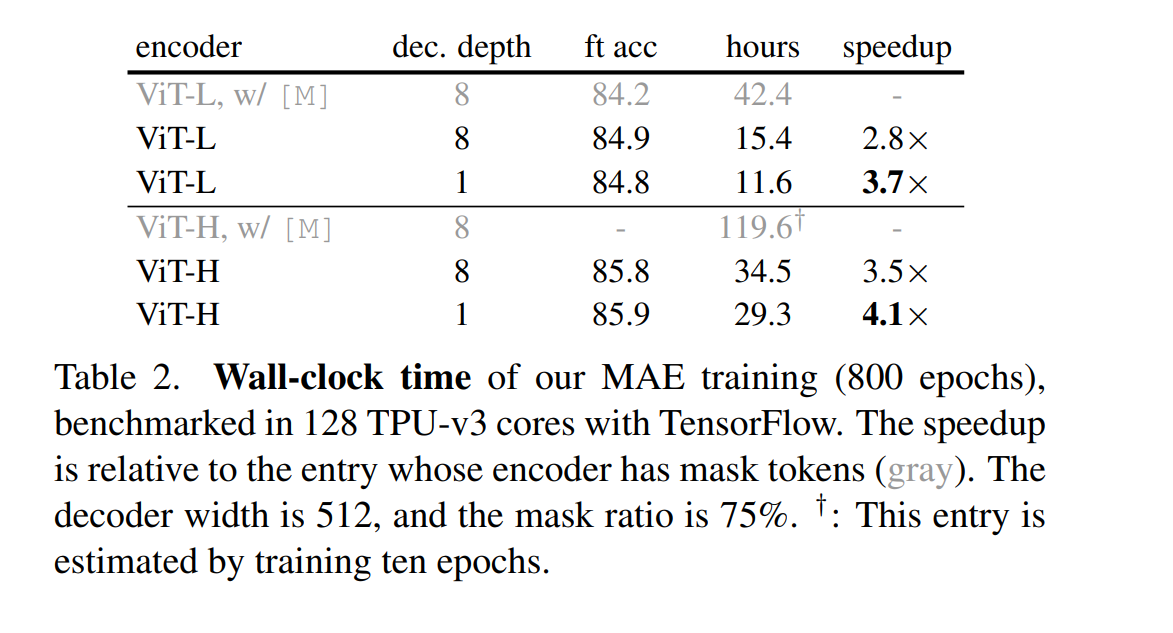 encoder dec. depth ft acc hours speedup
ViT-L, w/ [M] 8 84.2 42.4 -
ViT-L 8 84.9 15.4 2.8×
ViT-L 1 84.8 11.6 3.7×
ViT-H, w/ [M] 8 - 119.6† -
ViT-H 8 85.8 34.5 3.5×
ViT-H 1 85.9 29.3 4.1×
Table 2. Wall-clock time of our MAE training (800 epochs),
benchmarked in 128 TPU-v3 cores with TensorFlow. The speedup
is relative to the entry whose encoder has mask tokens (gray). The
decoder width is 512, and the mask ratio is 75%. †: This entry is
estimated by training ten epochs.